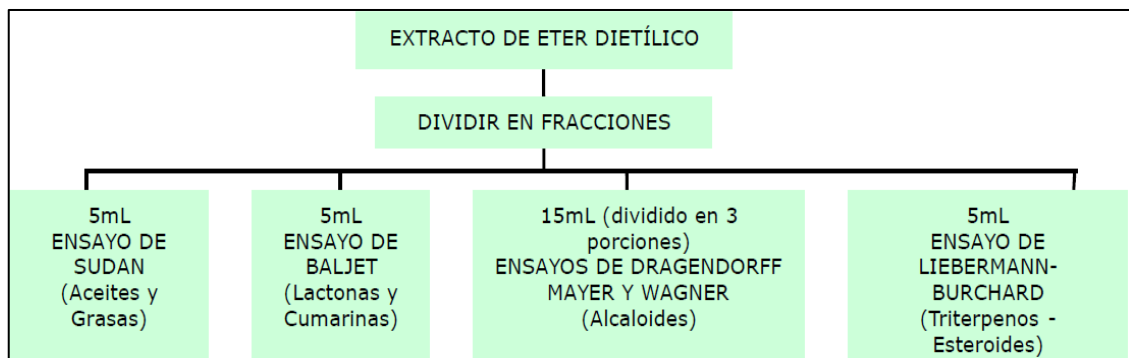 EXTRACTO DE ETER DIETÍLICO
DIVIDIR EN FRACCIONES
5mL
ENSAYO DE
SUDAN
(Aceites y
Grasas)
5mL
ENSAYO DE
BALJET
(Lactonas y
Cumarinas)
15mL (dividido en 3
porciones)
ENSAYOS DE DRAGENDORFF
MAYER Y WAGNER
(Alcaloides)
5mL
ENSAYO DE
LIEBERMANN-
BURCHARD
(Triterpenos -
Esteroides)